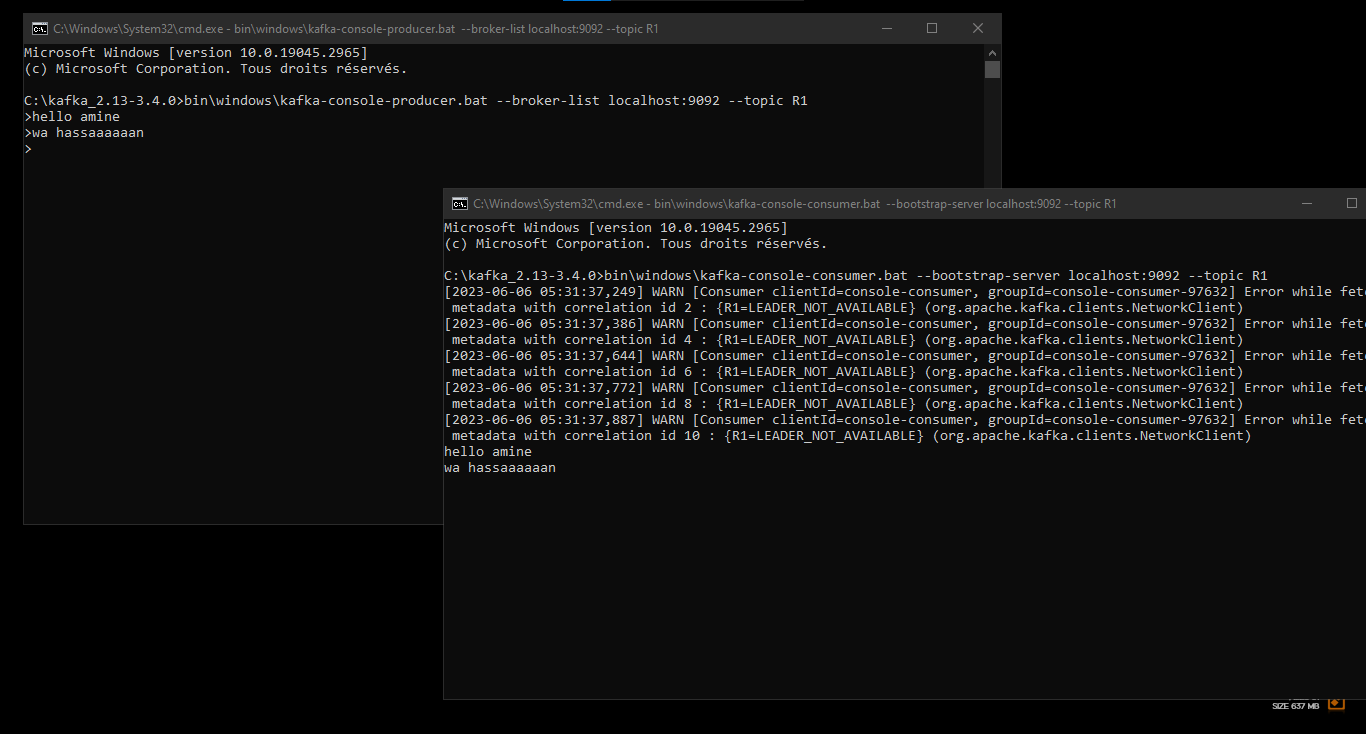 C:\Windows\System32\cmd.exe - bin\windows\kafka-console-producer.bat --broker-list localhost:9092 --topic R1
Microsoft Windows [version 10.0.19045.2965]
(c) Microsoft Corporation. Tous droits réservés.
C:\kafka_2.13-3.4.0>bin\windows\kafka-console-producer.bat --broker-list localhost:9092 --topic R1
>hello amine
>wa hassaaaaaan
>
C:\Windows\System32\cmd.exe - bin\windows\kafka-console-consumer.bat --bootstrap-server localhost:9092 --topic R1
Microsoft Windows [version 10.0.19045.2965]
(c) Microsoft Corporation. Tous droits réservés.
C:\kafka_2.13-3.4.0>bin\windows\kafka-console-consumer.bat --bootstrap-server localhost:9092 --topic R1
[2023-06-06 05:31:37,249] WARN [Consumer clientId=console-consumer, groupId=console-consumer-97632] Error while fetc
metadata with correlation id 2 : {R1=LEADER_NOT_AVAILABLE} (org.apache.kafka.clients.NetworkClient)
[2023-06-06 05:31:37,386] WARN [Consumer clientId=console-consumer, groupId=console-consumer-97632] Error while fetc
metadata with correlation id 4 : {R1=LEADER_NOT_AVAILABLE} (org.apache.kafka.clients.NetworkClient)
[2023-06-06 05:31:37,644] WARN [Consumer clientId=console-consumer, groupId=console-consumer-97632] Error while fetc
metadata with correlation id 6 : {R1=LEADER_NOT_AVAILABLE} (org.apache.kafka.clients.NetworkClient)
[2023-06-06 05:31:37,772] WARN [Consumer clientId=console-consumer, groupId=console-consumer-97632] Error while fetc
metadata with correlation id 8 : {R1=LEADER_NOT_AVAILABLE} (org.apache.kafka.clients.NetworkClient)
[2023-06-06 05:31:37,887] WARN [Consumer clientId=console-consumer, groupId=console-consumer-97632] Error while fetc
metadata with correlation id 10 : {R1=LEADER_NOT_AVAILABLE} (org.apache.kafka.clients.NetworkClient)
hello amine
wa hassaaaaaan
SIZE 637 MB